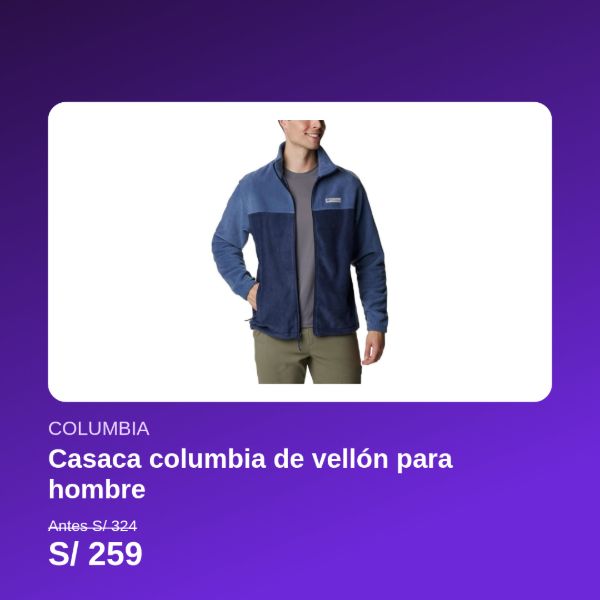 COLUMBIA
Casaca columbia de vellón para
hombre
Antes S/ 324
S/ 259